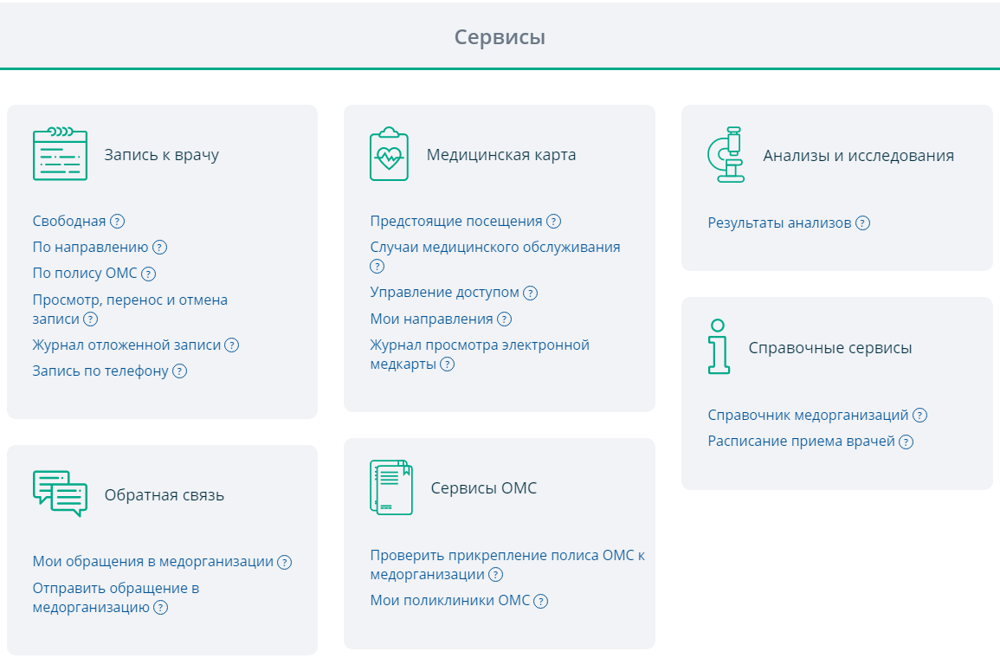 Сервисы
Запись к врачу
Свободная ?
По направлению ?
По полису ОМС ?
Просмотр, перенос и отмена
записи ?
Журнал отложенной записи ?
Запись по телефону ?
Медицинская карта
Предстоящие посещения ?
Случаи медицинского обслуживания
?
Управление доступом ?
Мои направления ?
Журнал просмотра электронной
медкарты ?
Анализы и исследования
Результаты анализов ?
Справочные сервисы
Справочник медорганизаций ?
Расписание приема врачей ?
Обратная связь
Мои обращения в медорганизации ?
Отправить обращение в
медорганизацию ?
Сервисы ОМС
Проверить прикрепление полиса ОМС к
медорганизации ?
Мои поликлиники ОМС ?